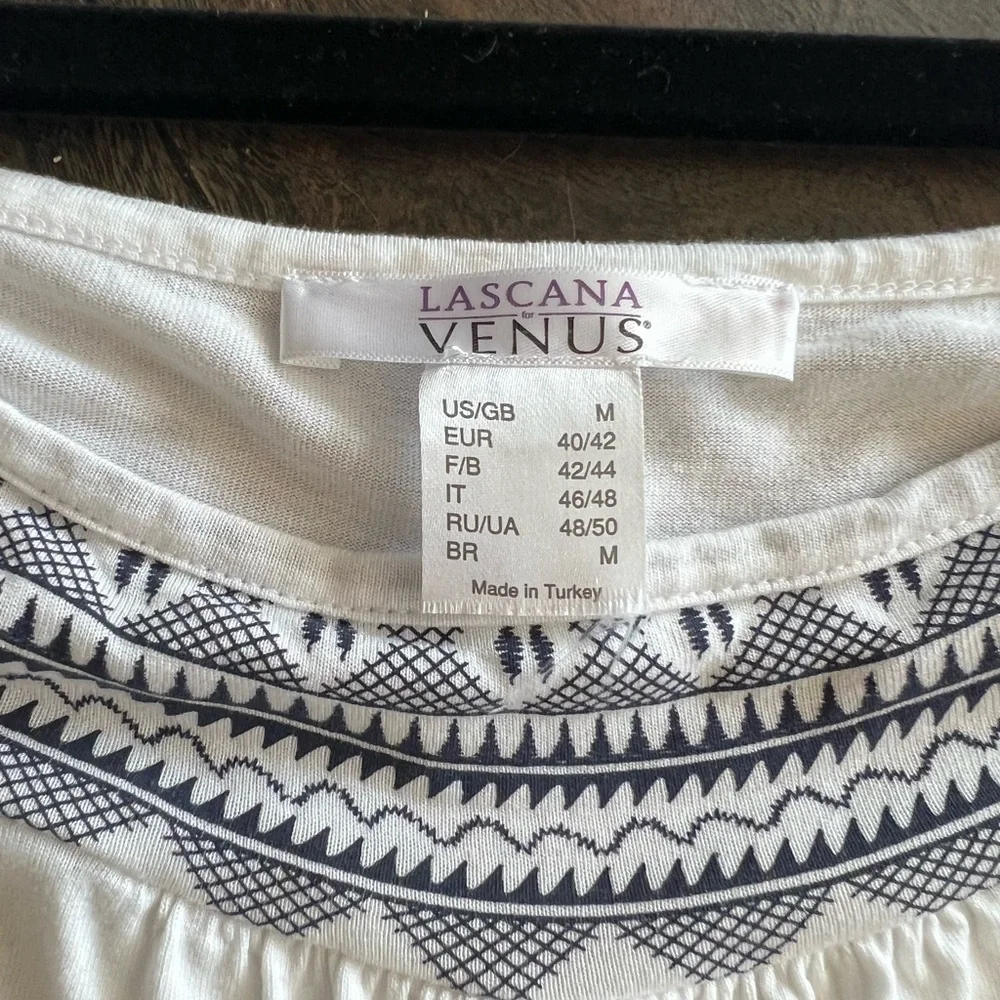 LASCANA
for
VENUS®
US/GB M
EUR 40/42
F/B 42/44
IT 46/48
RU/UA 48/50
BR M
Made in Turkey